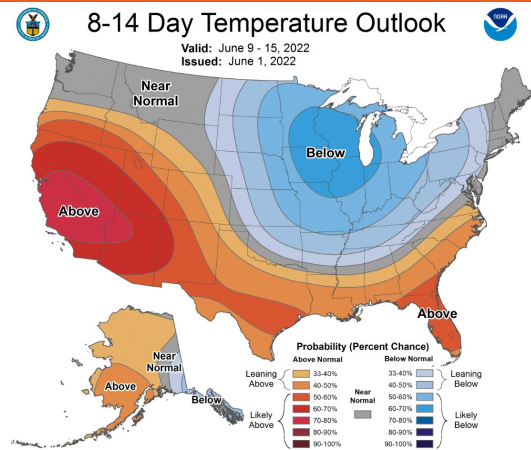 8-14 Day Temperature Outlook
NOAA
Valid: June 9 - 15, 2022
Issued: June 1, 2022
Near
Normal
Below
Above
Above
Near
Normal
Above
Below
Probability (Percent Chance)
Above Normal
Below Normal
Leaning
Above
33-40%
40-50%
Likely
Above
50-60%
60-70%
70-80%
80-90%
90-100%
Near
Normal
33-40%
40-50%
Leaning
Below
50-60%
60-70%
70-80%
80-90%
90-100%
Likely
Below